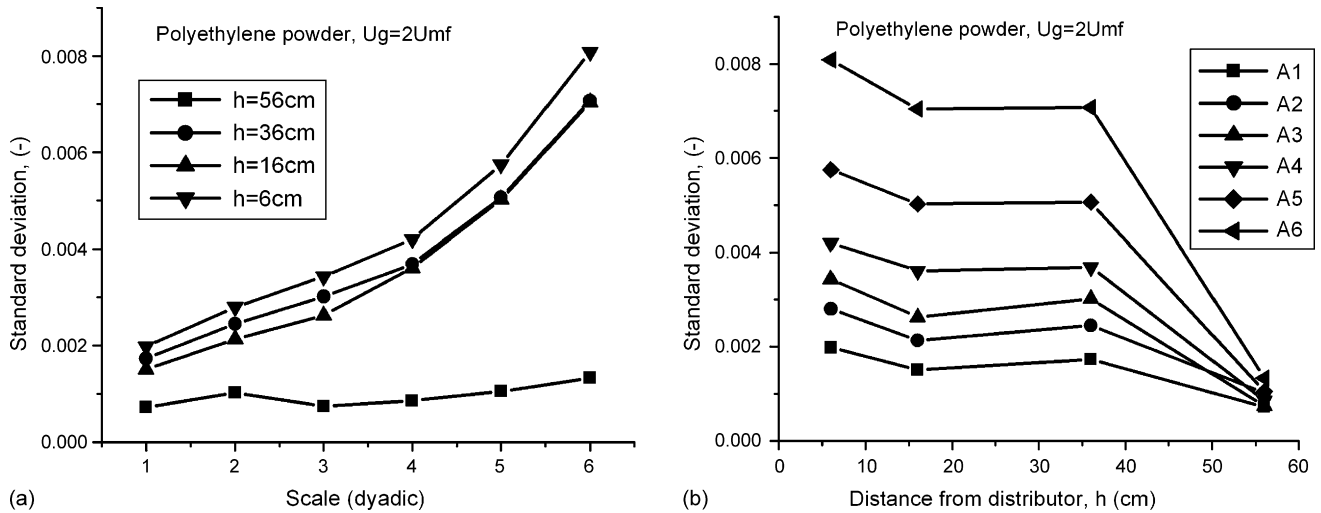 Polyethylene powder, Ug=2Umf
h=56cm
h=36cm
h=16cm
h=6cm
Standard deviation, (-)
0.008
0.006
0.004
0.002
0.000
1 2 3 4 5 6
Scale (dyadic)
(a)
Polyethylene powder, Ug=2Umf
A1
A2
A3
A4
A5
A6
Standard deviation, (-)
0.008
0.006
0.004
0.002
0.000
0 10 20 30 40 50 60
Distance from distributor, h (cm)
(b)